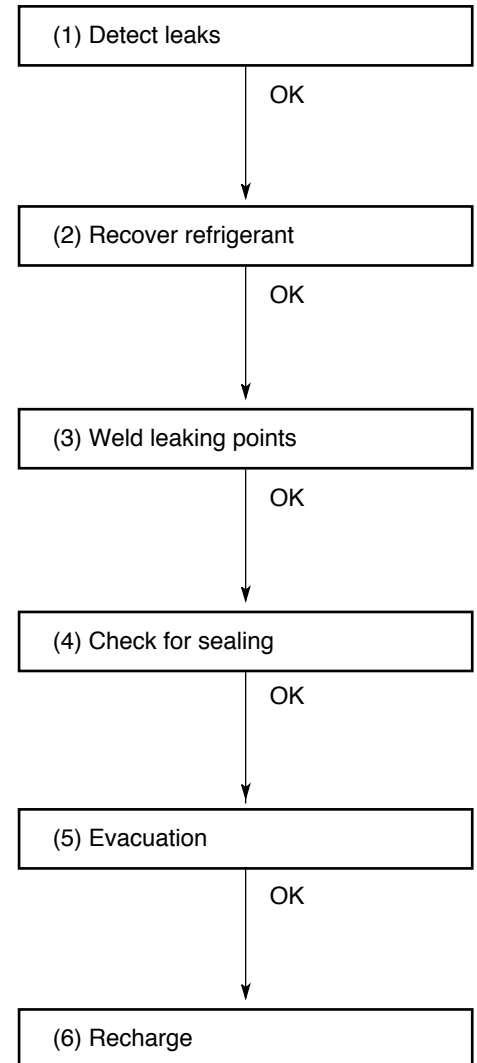 (1) Detect leaks
OK
(2) Recover refrigerant
OK
(3) Weld leaking points
OK
(4) Check for sealing
OK
(5) Evacuation
OK
(6) Recharge